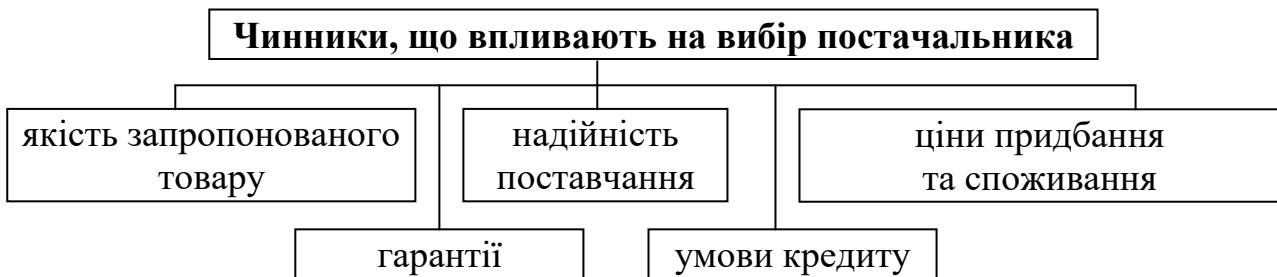 Чинники, що впливають на вибір постачальника
якість запропонованого
товару
надійність
поставчання
ціни придбання
та споживання
гарантії
умови кредиту